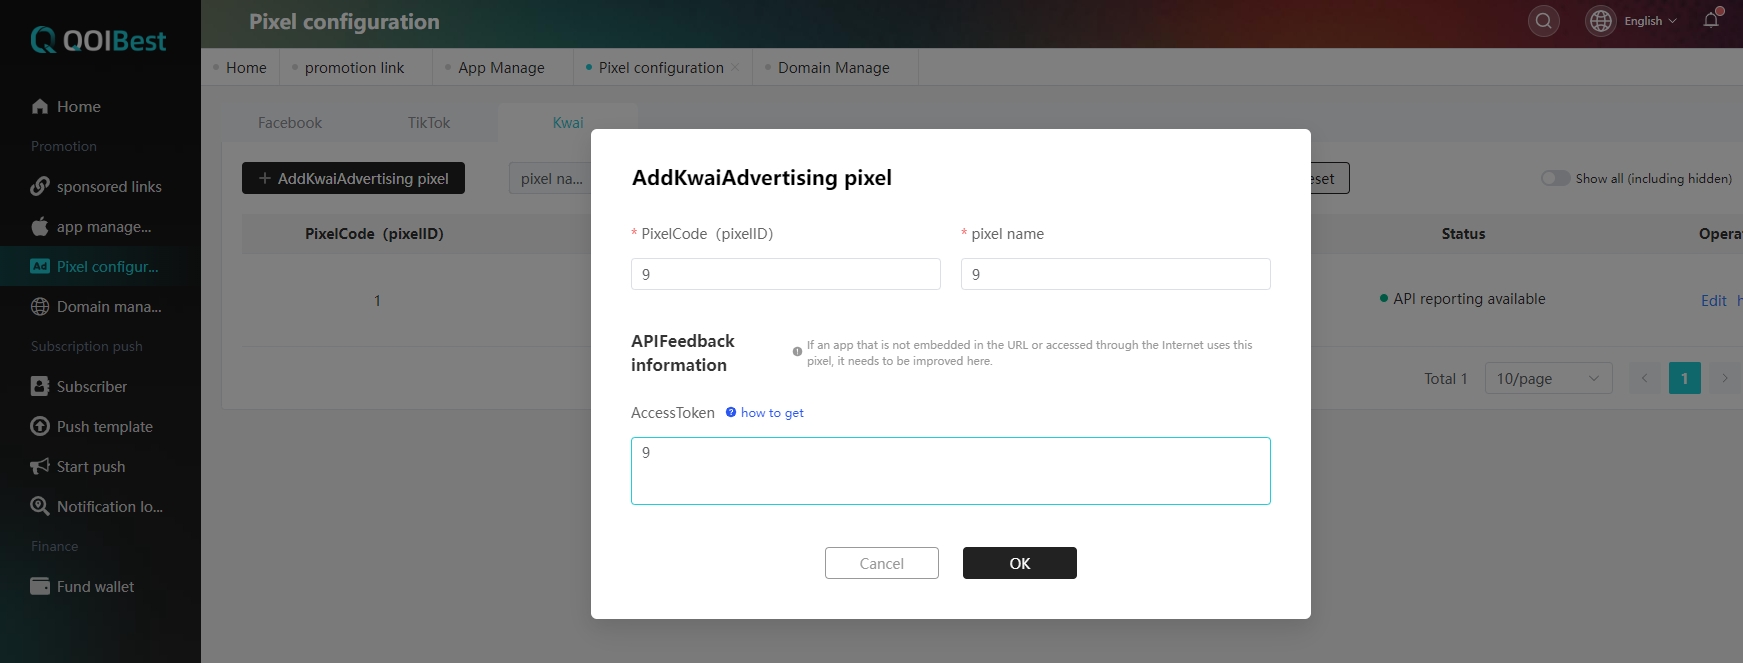 QOIBest
Pixel configuration
English
Home
promotion link
App Manage
Pixel configuration
Domain Manage
Home
Promotion
sponsored links
app manage...
Pixel configur...
Domain mana...
Subscription push
Subscriber
Push template
Start push
Notification lo...
Finance
Fund wallet
Facebook
TikTok
Kwai
+ AddKwaiAdvertising pixel
pixel na...
eset
Show all (including hidden)
PixelCode（pixelID）
Status
Opera
1
API reporting available
Edit h
Total 1
10/page
< 1 >
AddKwaiAdvertising pixel
* PixelCode（pixelID）
* pixel name
9
9
APIFeedback
information
If an app that is not embedded in the URL or accessed through the Internet uses this
pixel, it needs to be improved here.
AccessToken
how to get
9
Cancel
OK